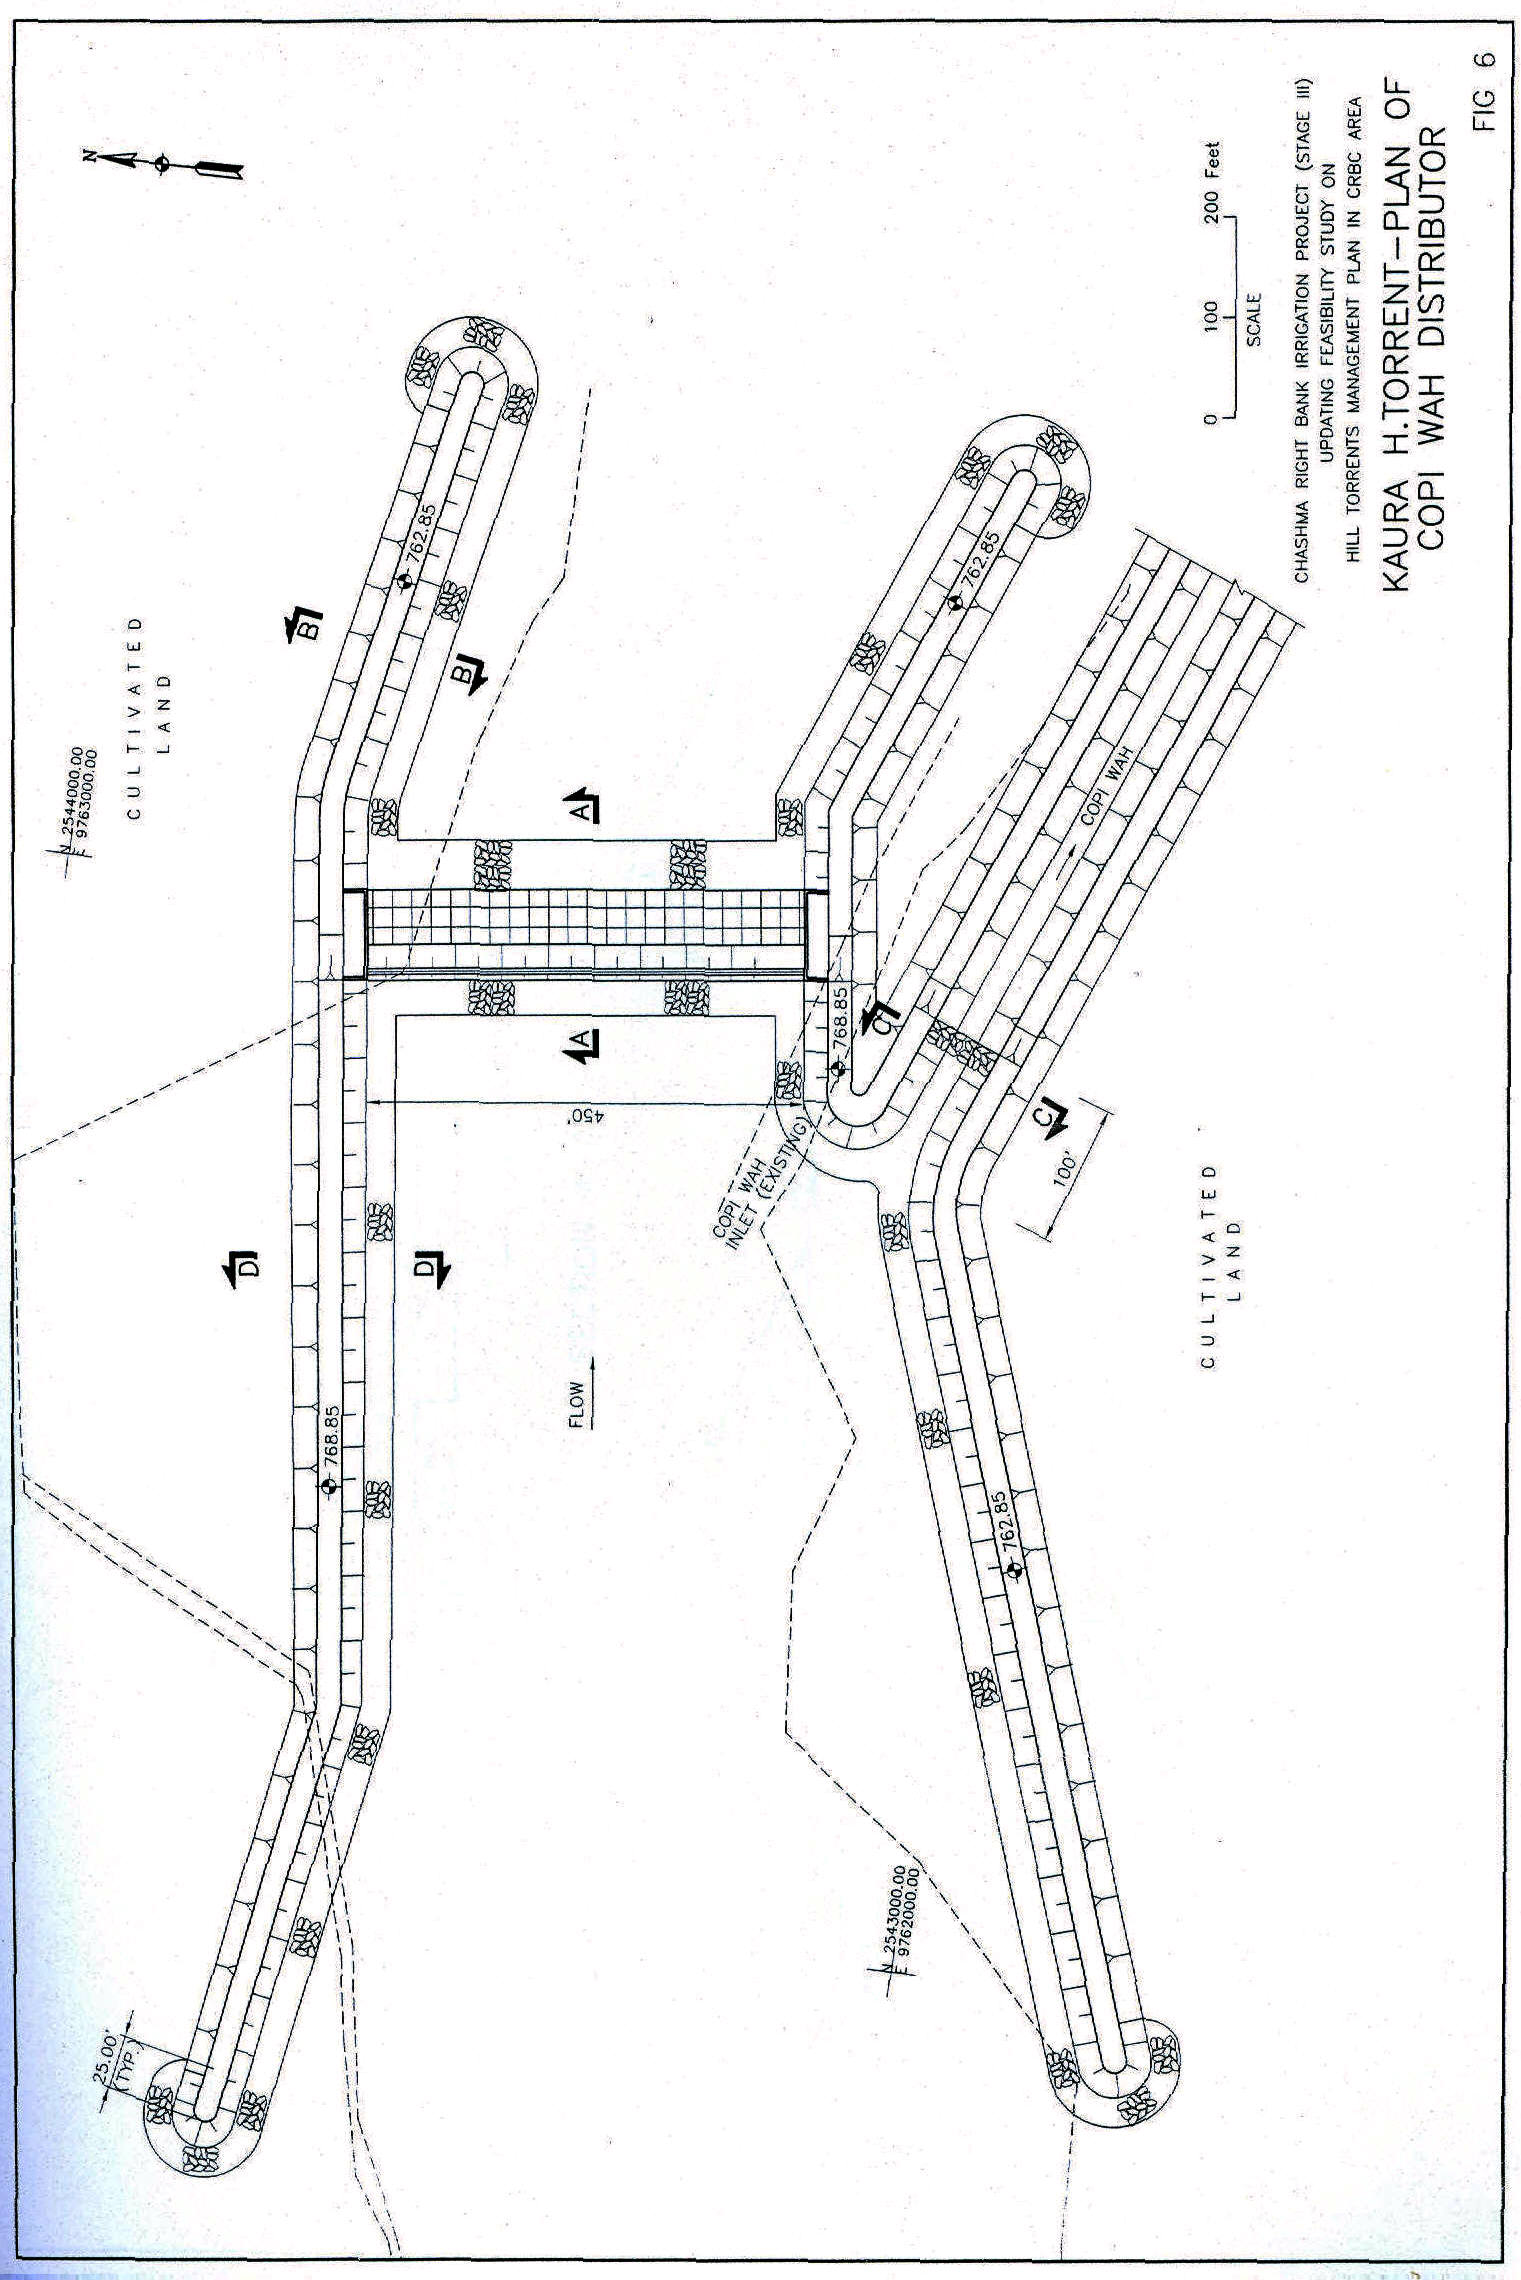 N
N 2544000.00
E 9763000.00
CULTIVATED
LAND
B
B
762.85
A
A
450'
FLOW
D
D
768.85
25.00'
(TYP.)
762.85
768.85
C
C
100'
COPI WAH
INLET (EXISTING)
COPI WAH
762.85
N 2543000.00
E 9762000.00
CULTIVATED
LAND
0 100 200 Feet
SCALE
CHASHMA RIGHT BANK IRRIGATION PROJECT (STAGE III)
UPDATING FEASIBILITY STUDY ON
HILL TORRENTS MANAGEMENT PLAN IN CRBC AREA
KAURA H.TORRENT–PLAN OF
COPI WAH DISTRIBUTOR
FIG 6